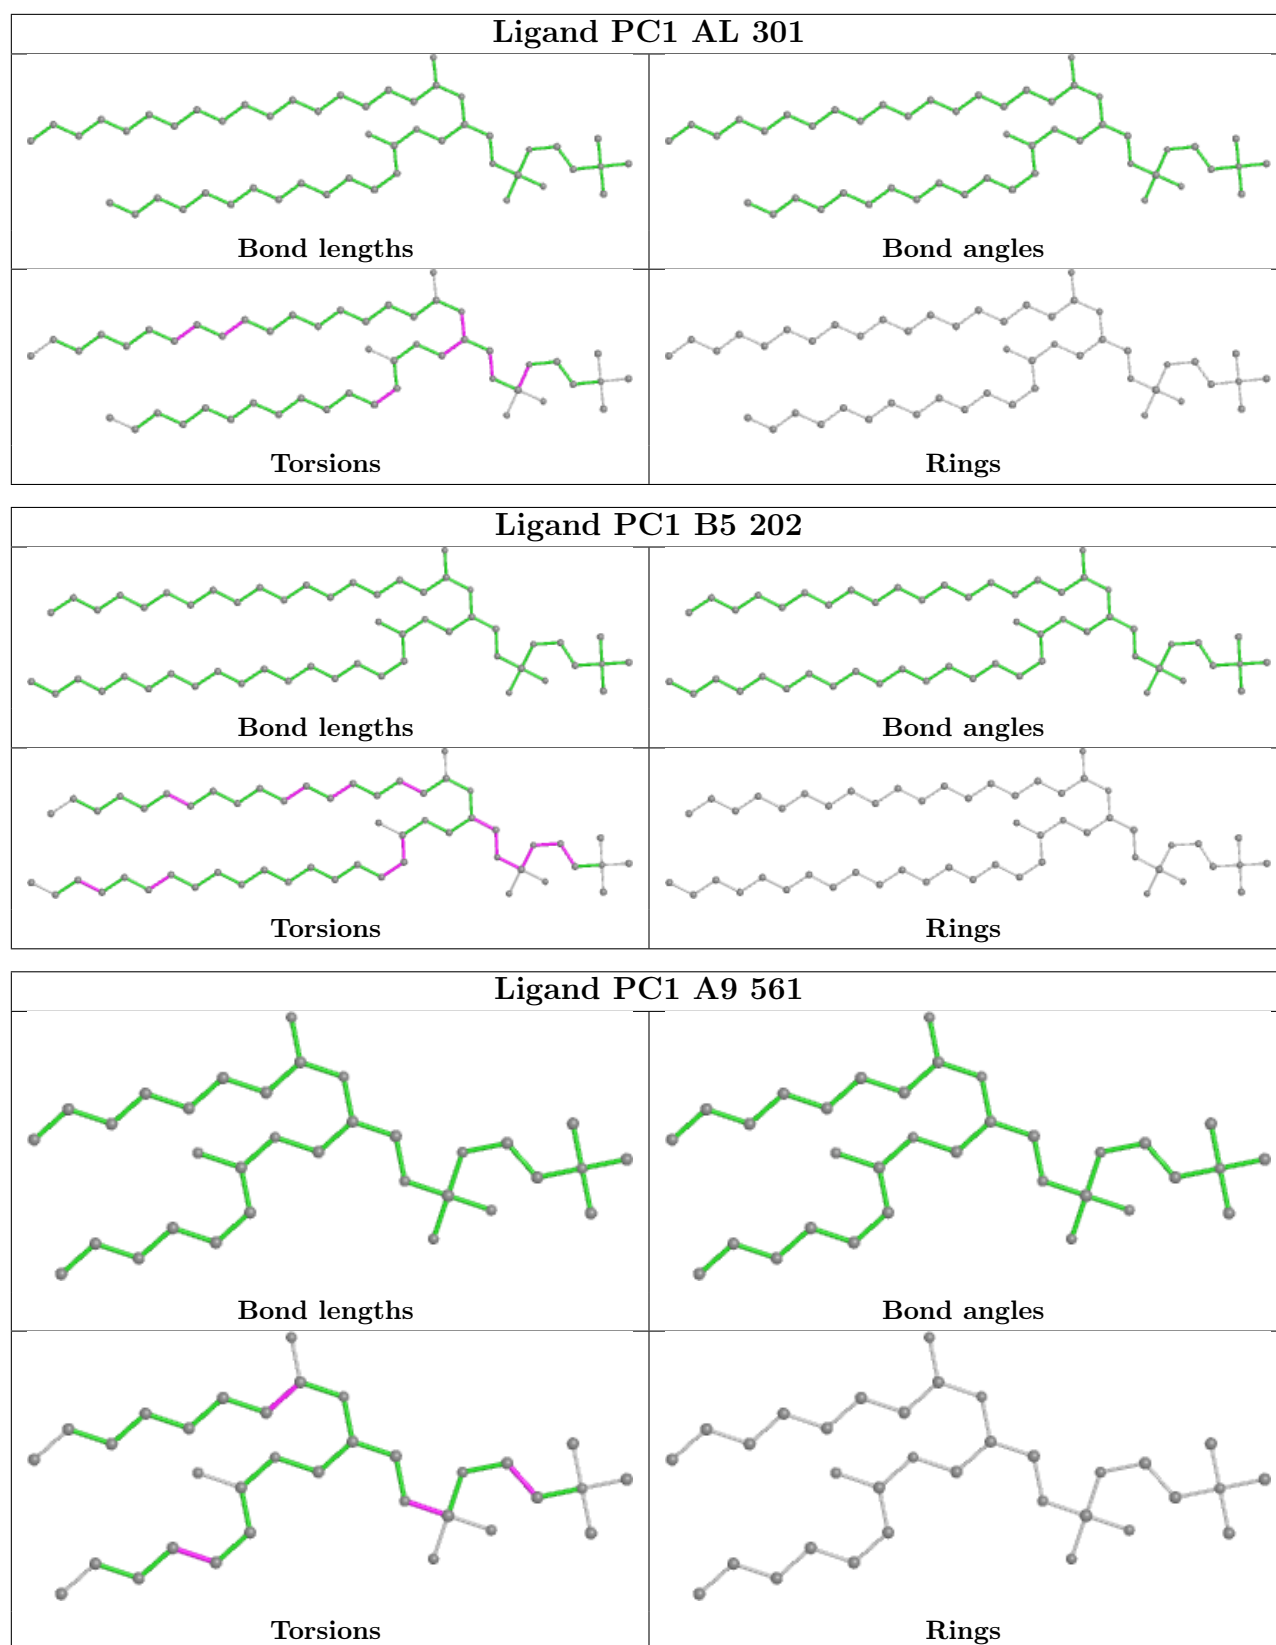 Ligand PC1 AL 301
Bond lengths
Bond angles
Torsions
Rings
Ligand PC1 B5 202
Bond lengths
Bond angles
Torsions
Rings
Ligand PC1 A9 561
Bond lengths
Bond angles
Torsions
Rings